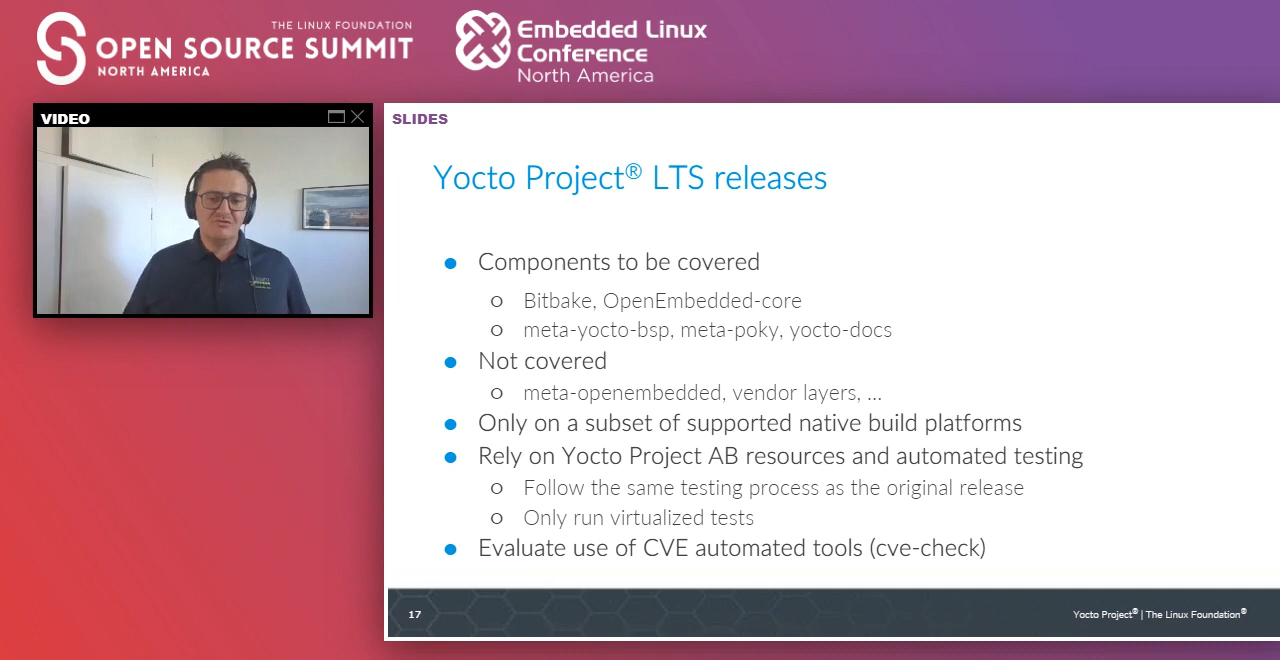 THE LINUX FOUNDATION
OPEN SOURCE SUMMIT
NORTH AMERICA
Embedded Linux
Conference
North America
VIDEO
SLIDES
Yocto Project® LTS releases
● Components to be covered
o Bitbake, OpenEmbedded-core
o meta-yocto-bsp, meta-poky, yocto-docs
● Not covered
o meta-openembedded, vendor layers, ...
● Only on a subset of supported native build platforms
● Rely on Yocto Project AB resources and automated testing
o Follow the same testing process as the original release
o Only run virtualized tests
● Evaluate use of CVE automated tools (cve-check)
17
Yocto Project® | The Linux Foundation®